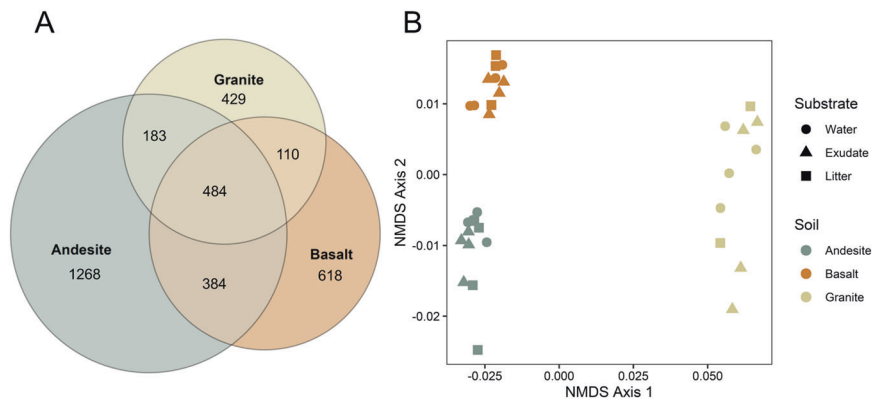 A
Granite
429
183
110
484
Andesite
1268
Basalt
618
384
B
NMDS Axis 2
0.01
0.00
-0.01
-0.02
-0.025
0.000
0.025
0.050
NMDS Axis 1
Substrate
Water
Exudate
Litter
Soil
Andesite
Basalt
Granite